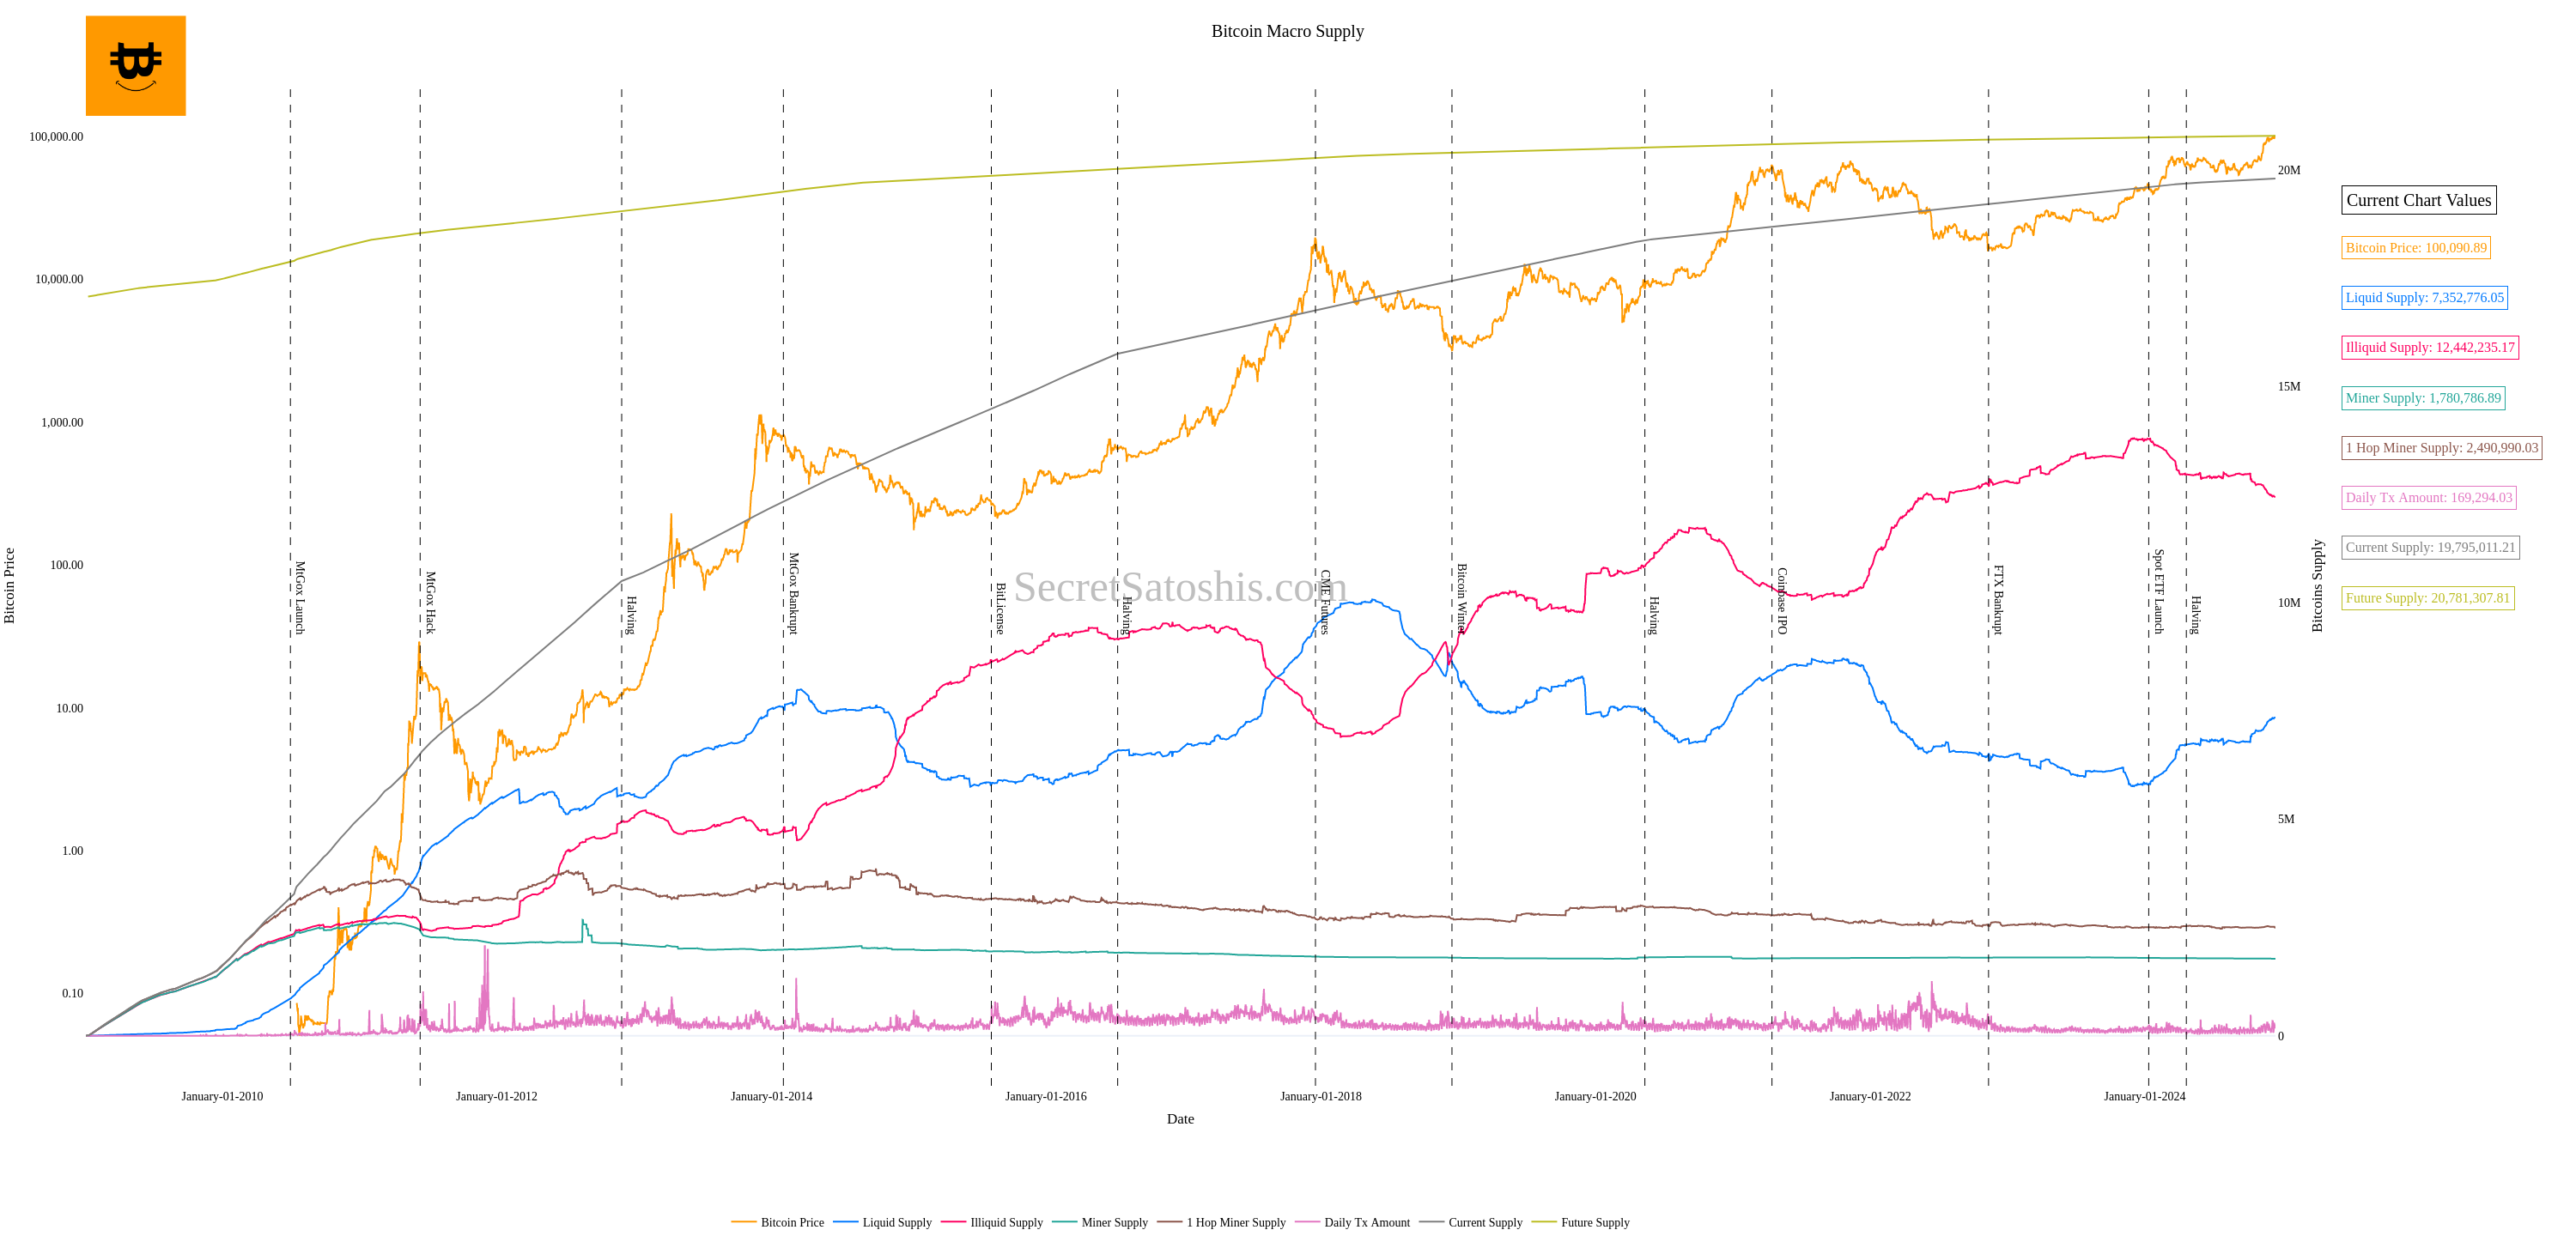 Bitcoin Macro Supply
100,000.00
10,000.00
1,000.00
100.00
10.00
1.00
0.10
Bitcoin Price
20M
15M
10M
5M
0
Bitcoins Supply
MtGox Launch
MtGox Hack
Halving
MtGox Bankrupt
BitLicense
Halving
CME Futures
Bitcoin Winter
Halving
Coinbase IPO
FTX Bankrupt
Spot ETF Launch
Halving
SecretSatoshis.com
Current Chart Values
Bitcoin Price: 100,090.89
Liquid Supply: 7,352,776.05
Illiquid Supply: 12,442,235.17
Miner Supply: 1,780,786.89
1 Hop Miner Supply: 2,490,990.03
Daily Tx Amount: 169,294.03
Current Supply: 19,795,011.21
Future Supply: 20,781,307.81
January-01-2010
January-01-2012
January-01-2014
January-01-2016
January-01-2018
January-01-2020
January-01-2022
January-01-2024
Date
Bitcoin Price
Liquid Supply
Illiquid Supply
Miner Supply
1 Hop Miner Supply
Daily Tx Amount
Current Supply
Future Supply